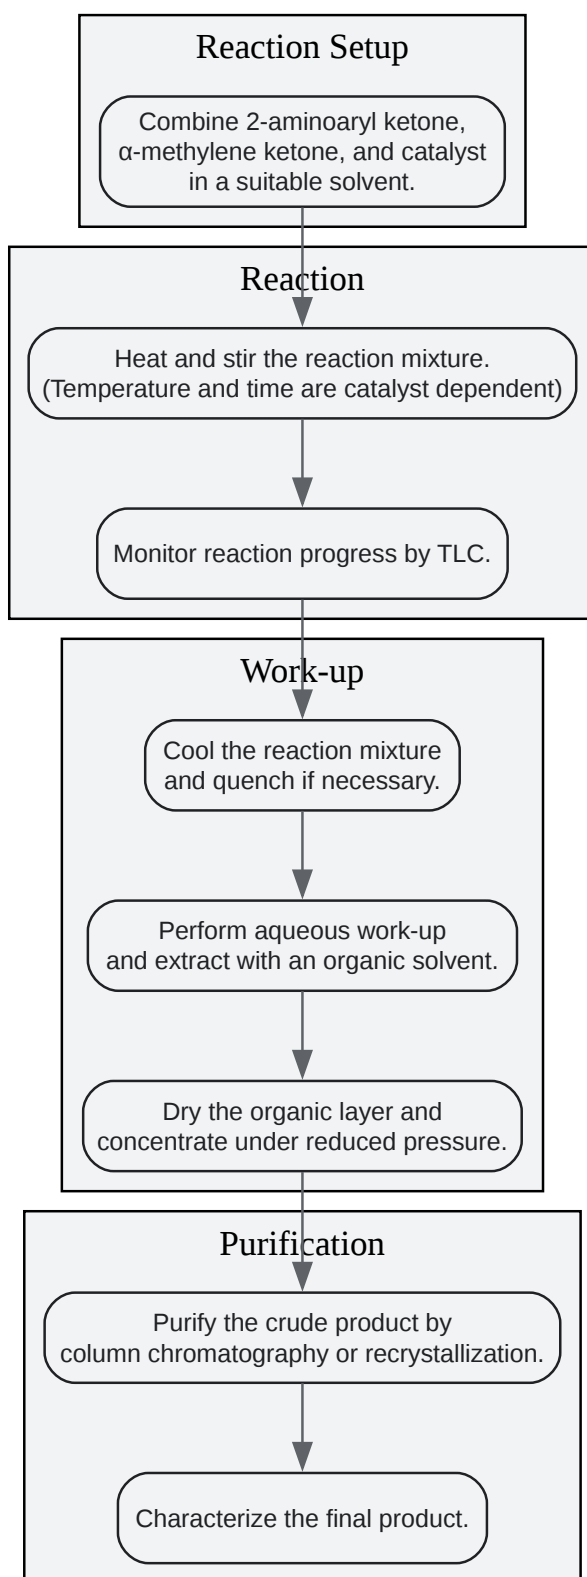 Reaction Setup
Combine 2-aminoaryl ketone,
α-methylene ketone, and catalyst
in a suitable solvent.
Reaction
Heat and stir the reaction mixture.
(Temperature and time are catalyst dependent)
Monitor reaction progress by TLC.
Work-up
Cool the reaction mixture
and quench if necessary.
Perform aqueous work-up
and extract with an organic solvent.
Dry the organic layer and
concentrate under reduced pressure.
Purification
Purify the crude product by
column chromatography or recrystallization.
Characterize the final product.